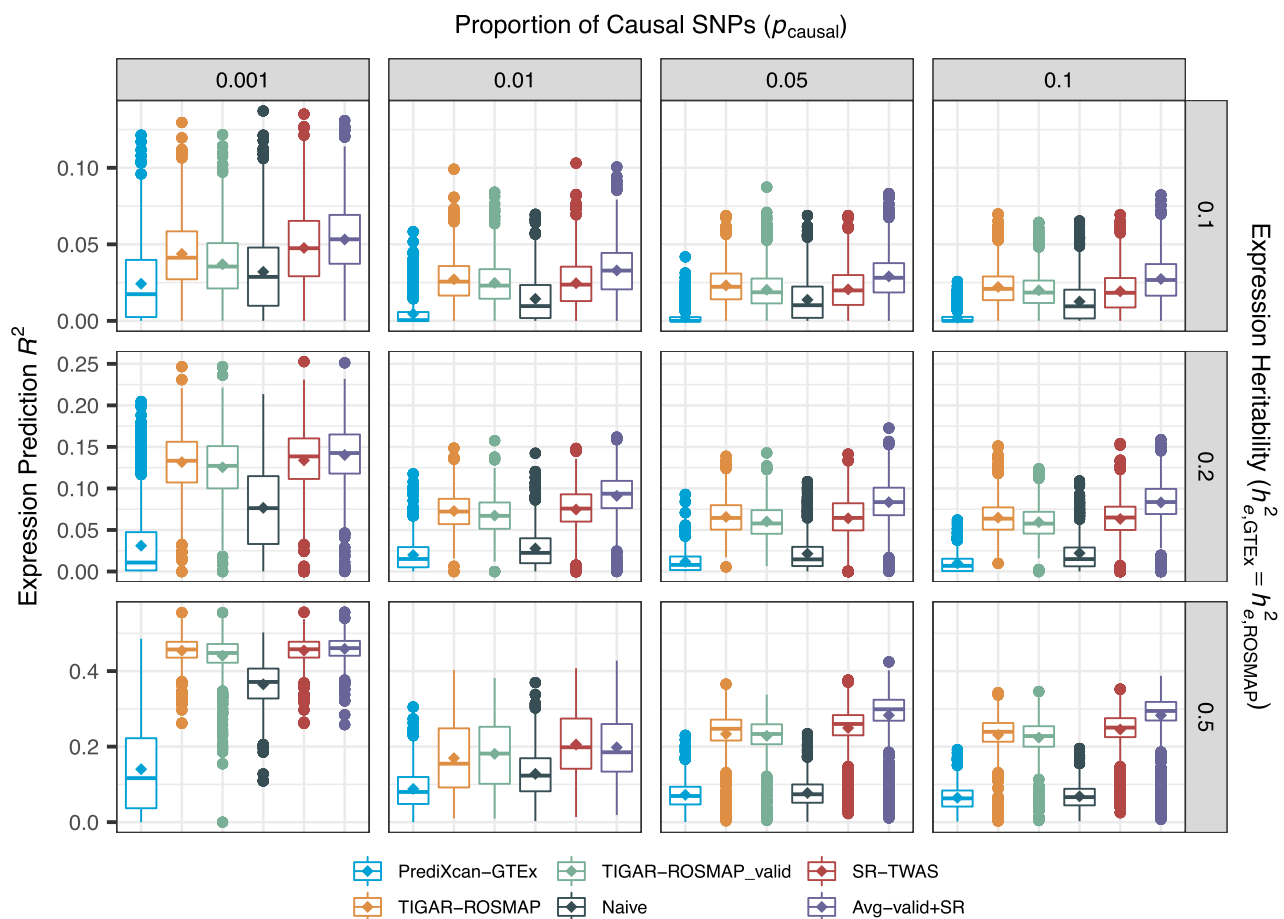 Proportion of Causal SNPs (p_causal)
0.001 0.01 0.05 0.1
Expression Prediction R²
0.10
0.05
0.00
0.1
0.25
0.20
0.15
0.10
0.05
0.00
0.2
0.4
0.2
0.0
0.5
Expression Heritability (h²e,GTEx = h²e,ROSMAP)
PrediXcan−GTEx TIGAR−ROSMAP_valid SR−TWAS
TIGAR−ROSMAP Naive Avg−valid+SR